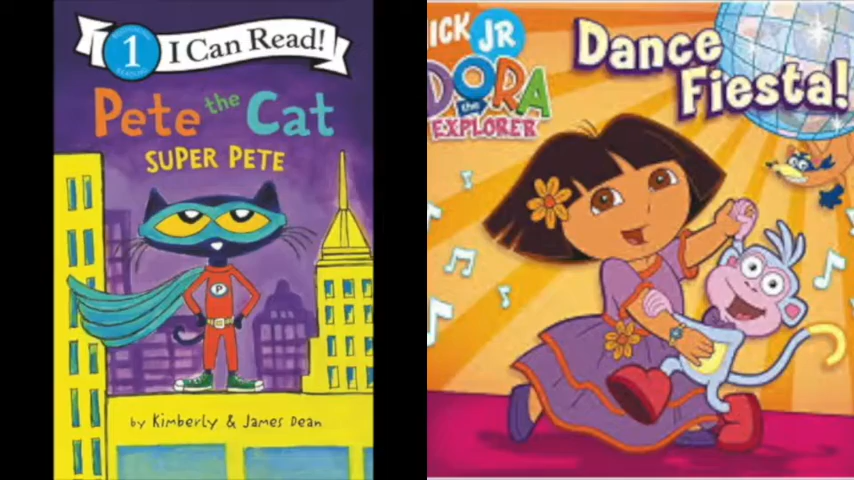 1
I Can Read!
Pete the Cat
SUPER PETE
P
by Kimberly & James Dean
ICK JR
DORA
the
EXPLORER
Dance
Fiesta!